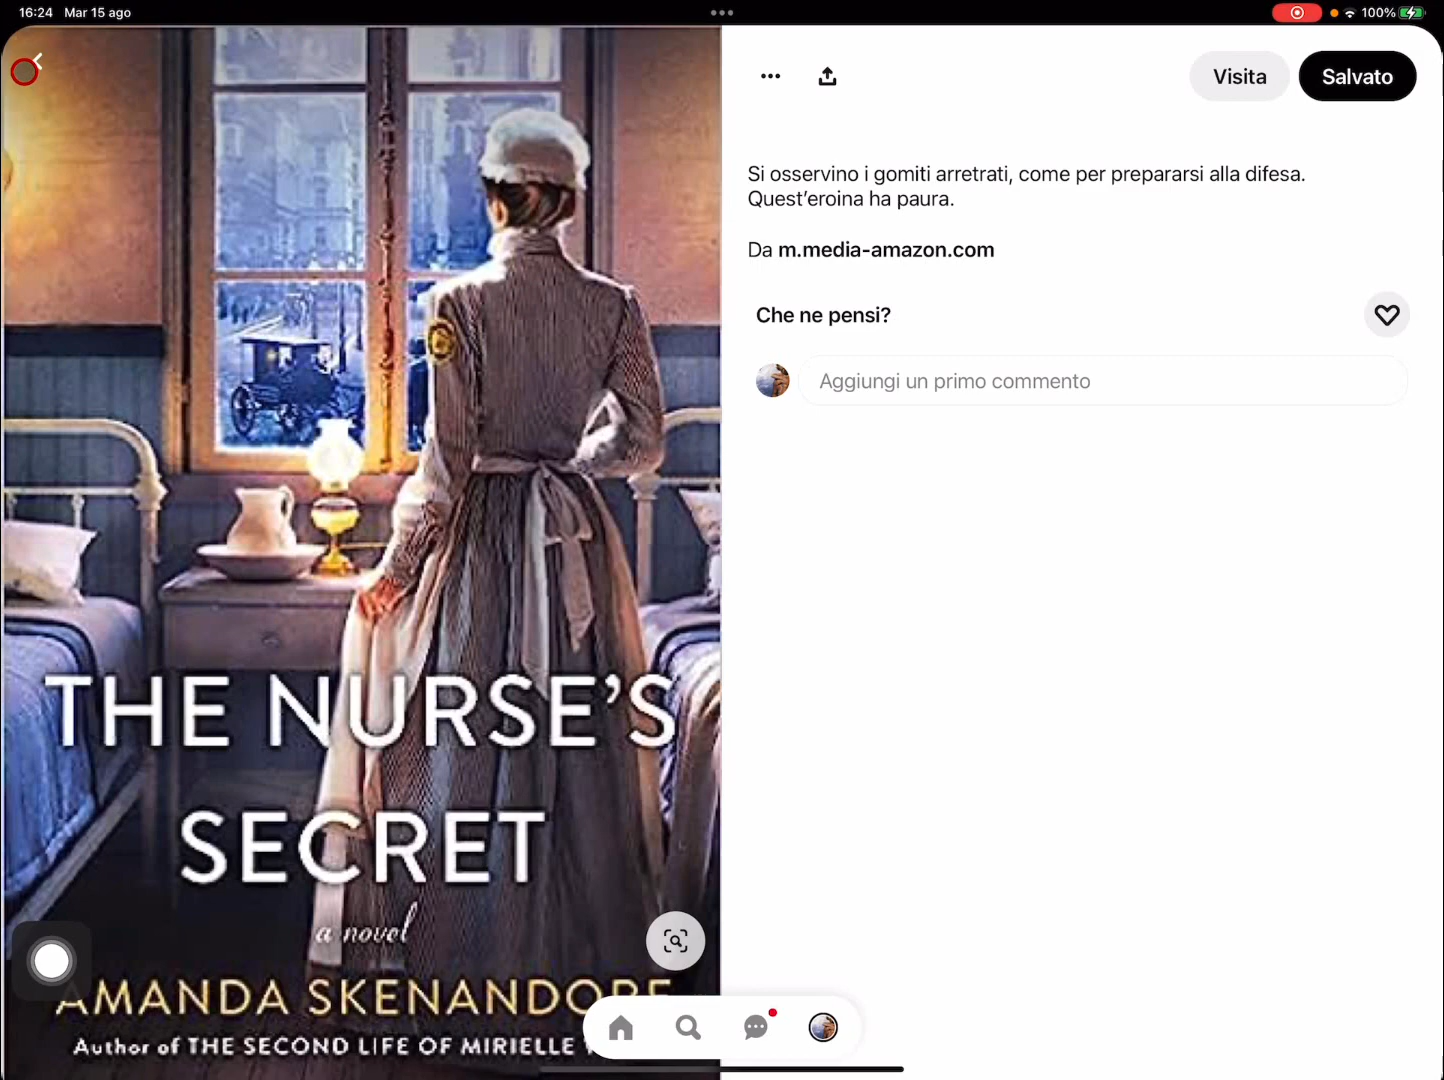 16:24 Mar 15 ago
100%
THE NURSE'S
SECRET
a novel
AMANDA SKENANDORE
Author of THE SECOND LIFE OF MIRIELLE
Visita
Salvato
Si osservino i gomiti arretrati, come per prepararsi alla difesa.
Quest'eroina ha paura.
Da m.media-amazon.com
Che ne pensi?
Aggiungi un primo commento